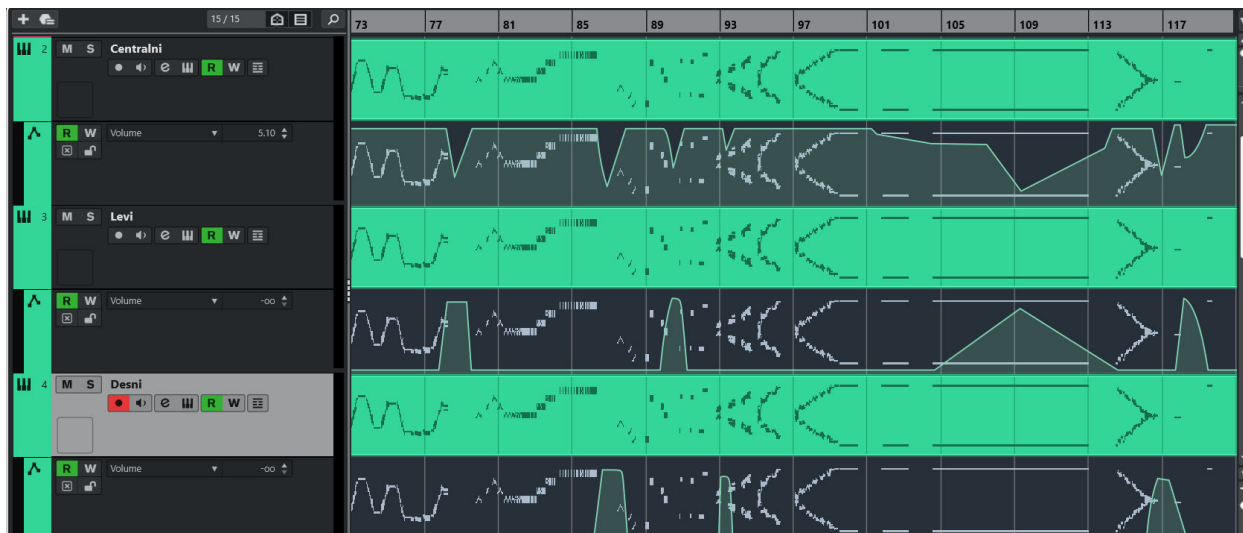 15 / 15
73 77 81 85 89 93 97 101 105 109 113 117
2 M S Centralni
e R W
R W Volume 5.10
3 M S Levi
e R W
R W Volume -oo
4 M S Desni
e R W
R W Volume -oo